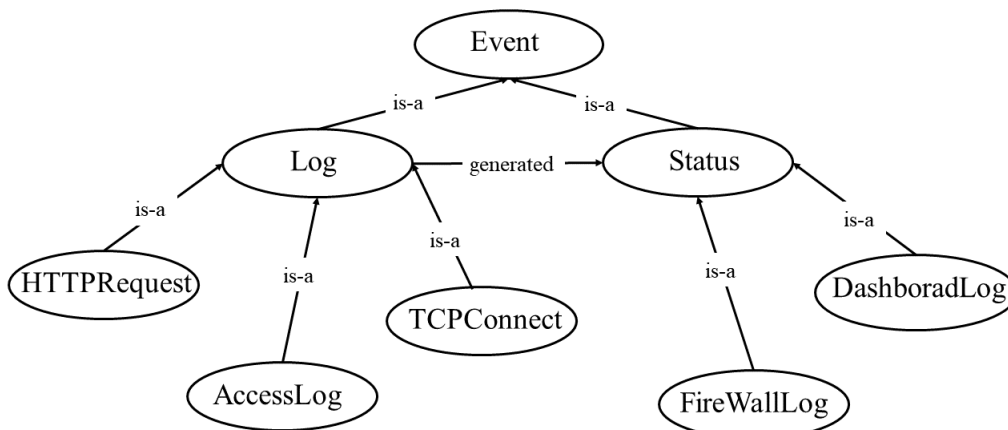 Event
is-a
is-a
Log
generated
Status
is-a
is-a
is-a
is-a
is-a
HTTPRequest
TCPConnect
DashboradLog
AccessLog
FireWallLog